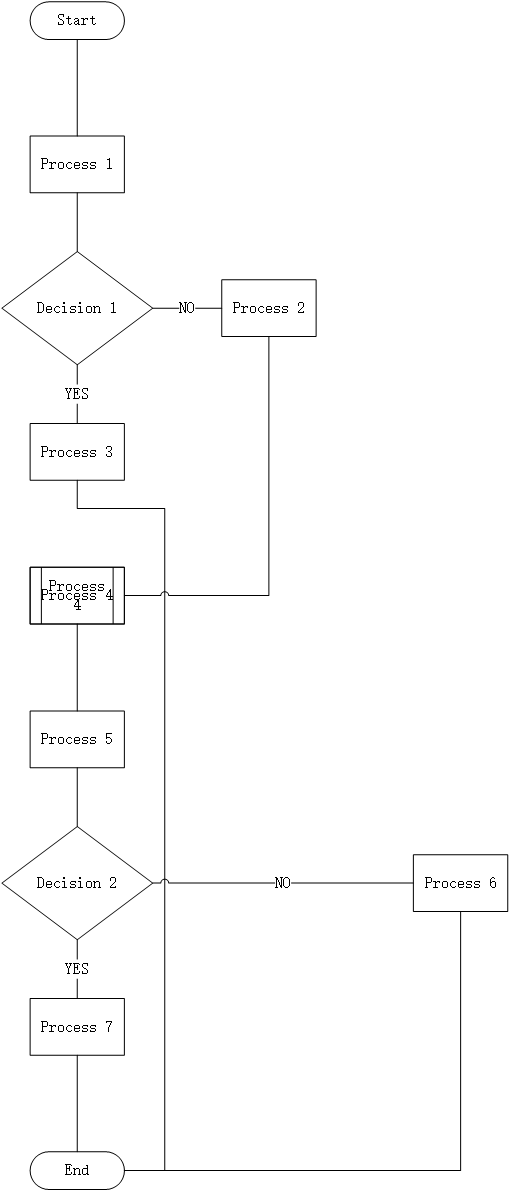 Start
Process 1
Decision 1
NO
Process 2
YES
Process 3
Process
4
Process 4
Process 5
Decision 2
NO
Process 6
YES
Process 7
End